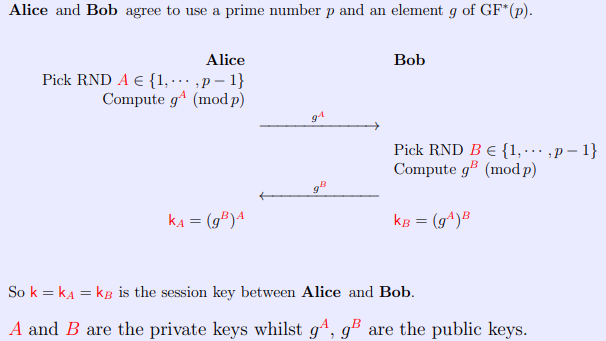 Alice and Bob agree to use a prime number p and an element g of GF*(p).
Alice
Bob
Pick RND A ∈ {1, ⋯ , p − 1}
Compute g^A (mod p)
g^A
Pick RND B ∈ {1, ⋯ , p − 1}
Compute g^B (mod p)
g^B
k_A = (g^B)^A
k_B = (g^A)^B
So k = k_A = k_B is the session key between Alice and Bob.
A and B are the private keys whilst g^A, g^B are the public keys.